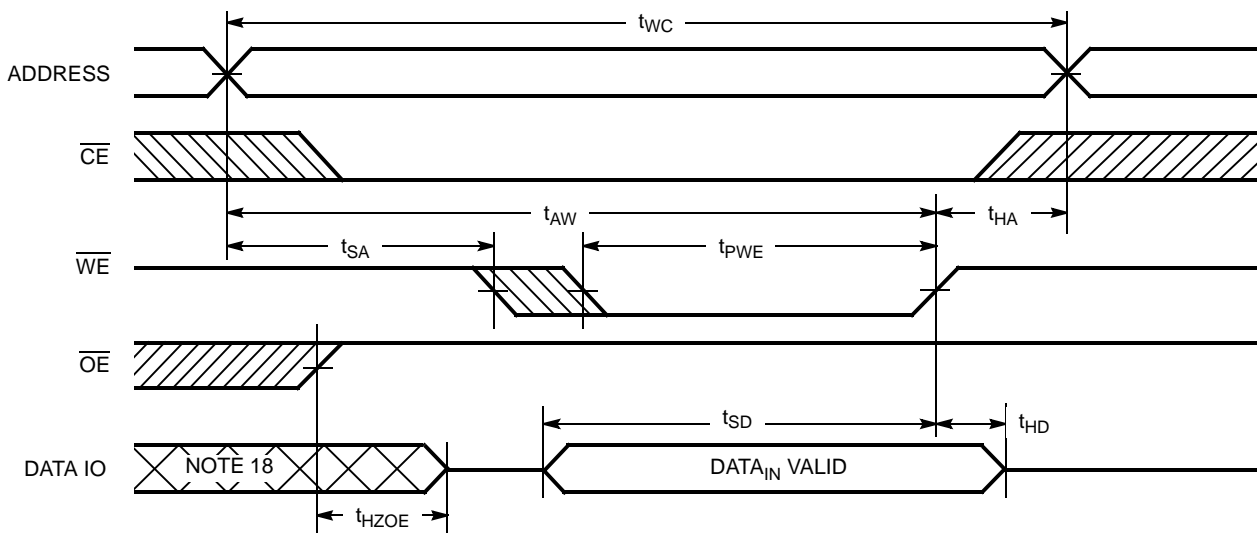 tWC
ADDRESS
CE
tAW
tHA
tSA
tPWE
WE
OE
tSD
tHD
DATA IO
NOTE 18
DATAIN VALID
tHZOE